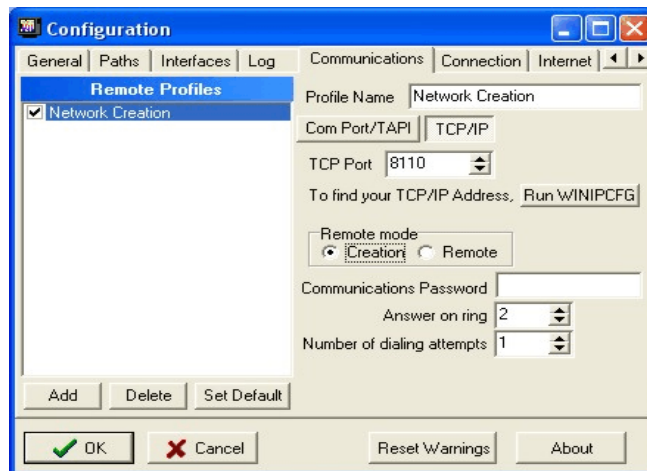 Configuration
General Paths Interfaces Log Communications Connection Internet
Remote Profiles
Network Creation
Profile Name Network Creation
Com Port/TAPI TCP/IP
TCP Port 8110
To find your TCP/IP Address, Run WINIPCFG
Remote mode
Creation Remote
Communications Password
Answer on ring 2
Number of dialing attempts 1
Add Delete Set Default
OK Cancel Reset Warnings About